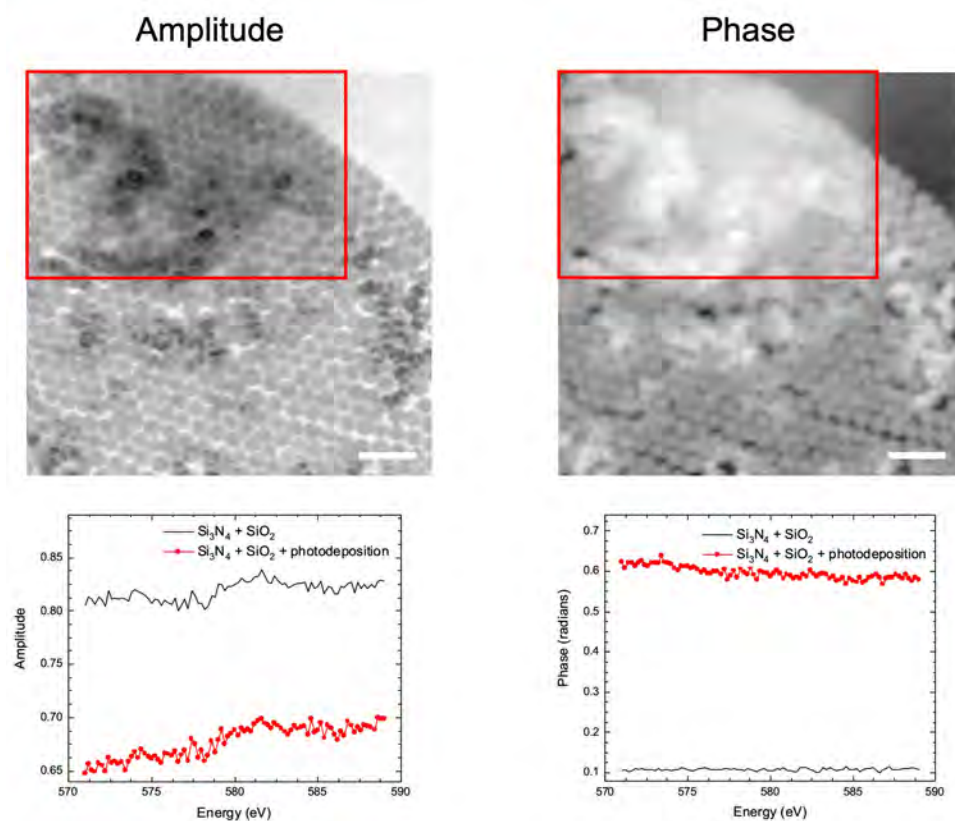 Amplitude
Phase
Si₃N₄ + SiO₂
Si₃N₄ + SiO₂ + photodeposition
0.85
0.80
0.70
0.65
Amplitude
570
575
580
585
590
Energy (eV)
Si₃N₄ + SiO₂
Si₃N₄ + SiO₂ + photodeposition
0.7
0.6
0.5
0.4
0.3
0.2
0.1
Phase (radians)
570
575
580
585
590
Energy (eV)